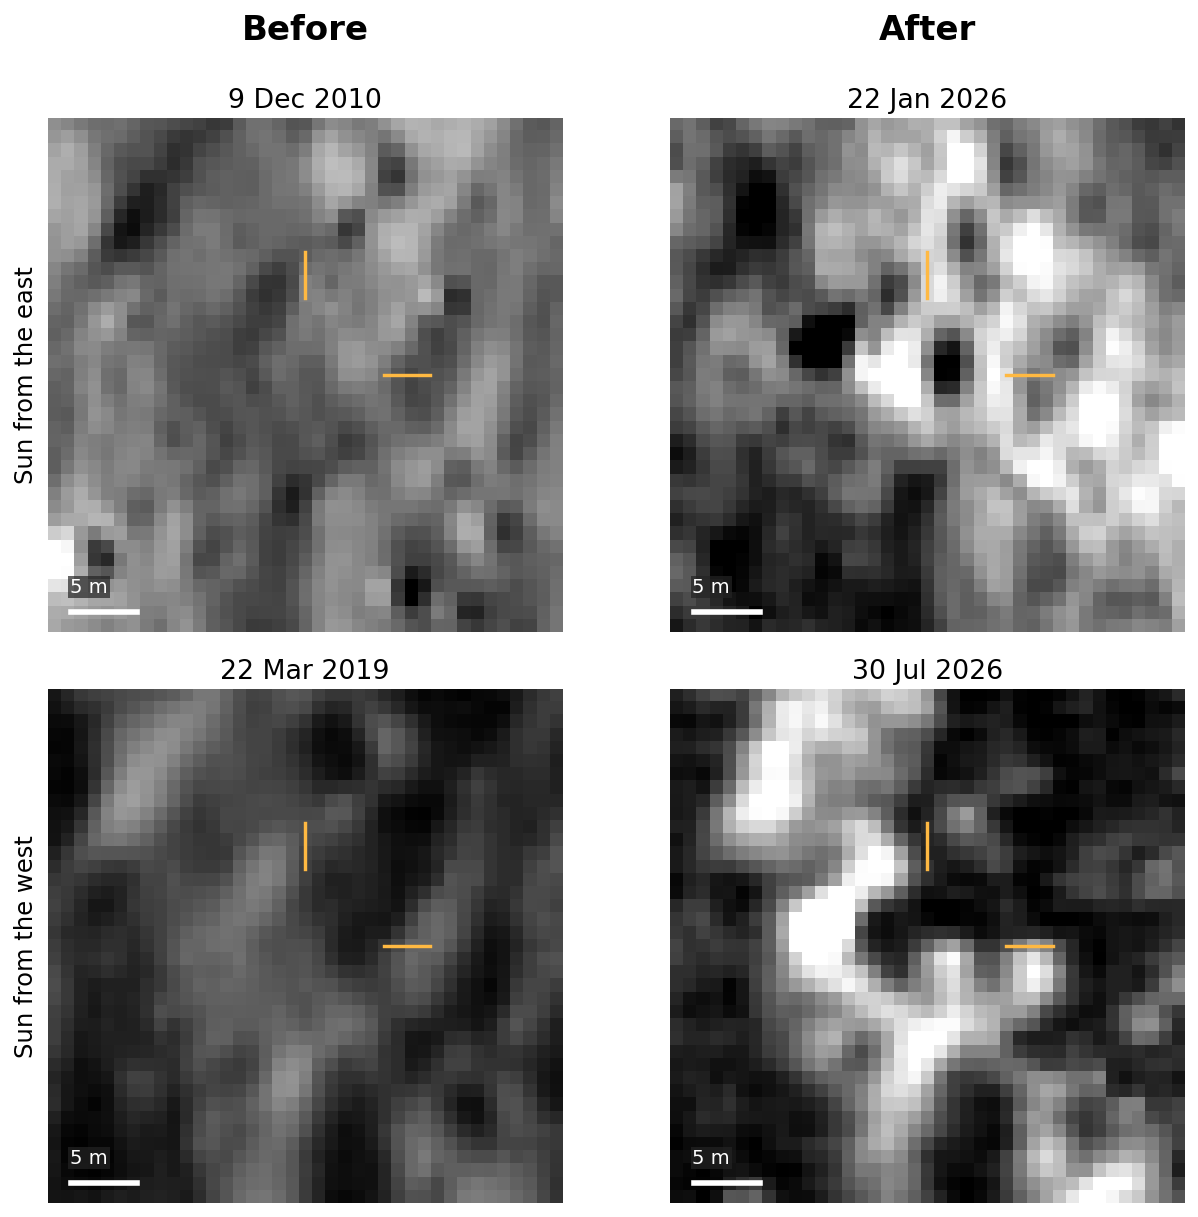 Before
After
9 Dec 2010
22 Jan 2026
Sun from the east
5 m
5 m
22 Mar 2019
30 Jul 2026
Sun from the west
5 m
5 m